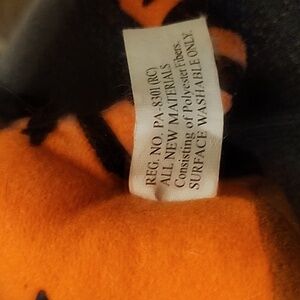 REG. NO. PA-8301 (RC)
ALL NEW MATERIALS
Consisting of Polyester Fibers.
SURFACE WASHABLE ONLY.